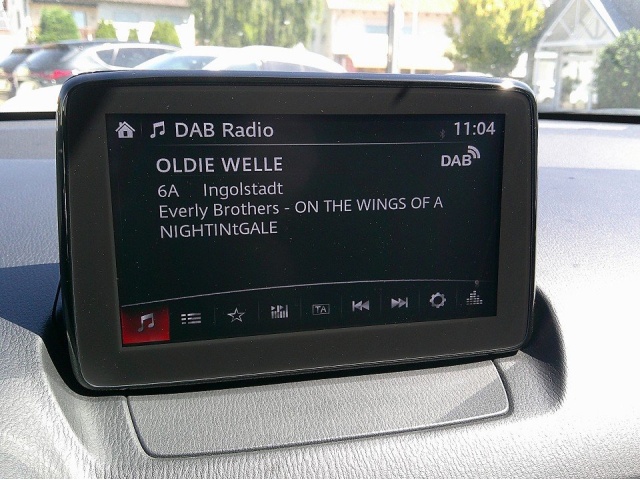 DAB Radio 11:04
OLDIE WELLE DAB
6A Ingolstadt
Everly Brothers - ON THE WINGS OF A
NIGHTINtGALE
TA